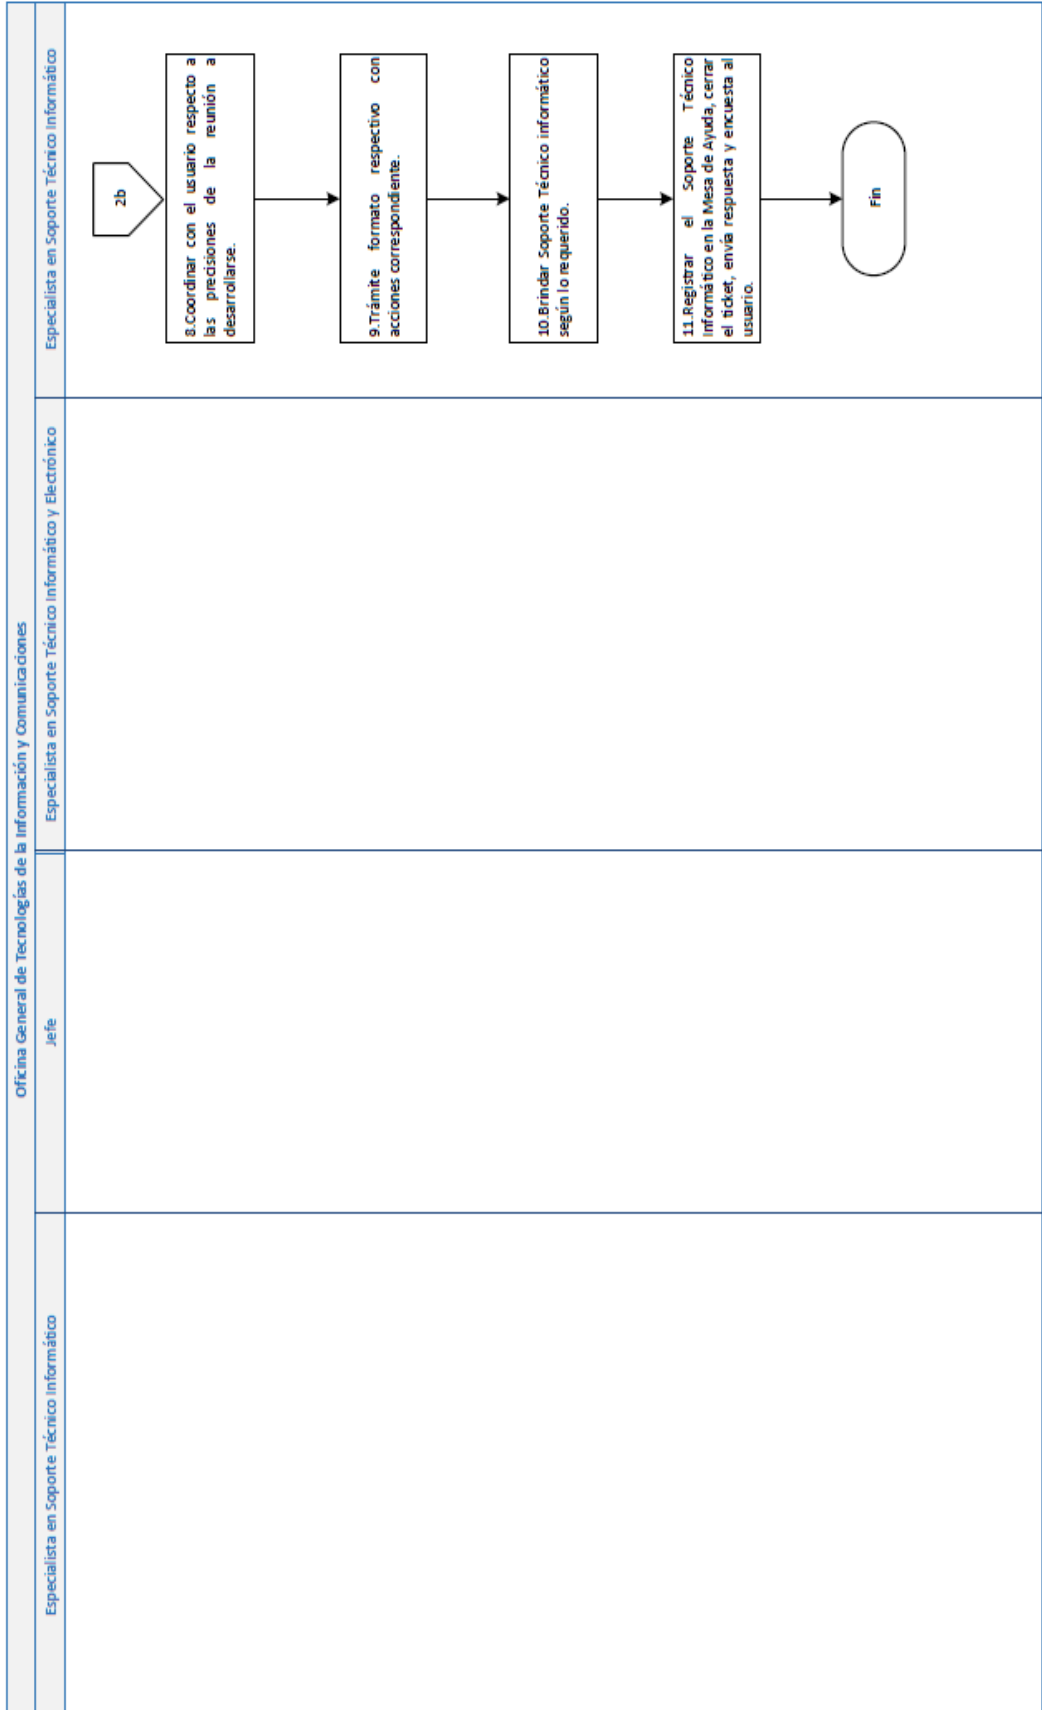 Oficina General de Tecnologías de la Información y Comunicaciones
Especialista en Soporte Técnico Informático
Jefe
Especialista en Soporte Técnico Informático y Electrónico
Especialista en Soporte Técnico Informático
2b
8.Coordinar con el usuario respecto a
las precisiones de la reunión a
desarrollarse.
9.Trámite formato respectivo con
acciones correspondiente.
10.Brindar Soporte Técnico informático
según lo requerido.
11.Registrar el Soporte Técnico
Informático en la Mesa de Ayuda, cerrar
el ticket, envía respuesta y encuesta al
usuario.
Fin